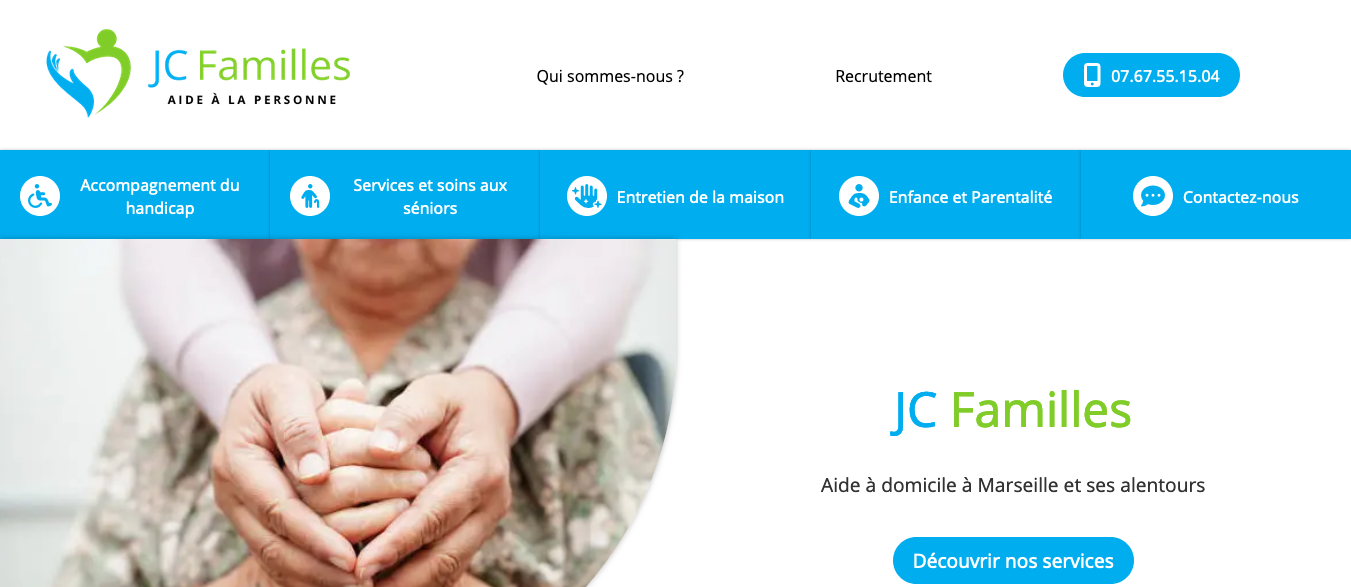 JC Familles
AIDE À LA PERSONNE
Qui sommes-nous ?
Recrutement
07.67.55.15.04
Accompagnement du
handicap
Services et soins aux
séniors
Entretien de la maison
Enfance et Parentalité
Contactez-nous
JC Familles
Aide à domicile à Marseille et ses alentours
Découvrir nos services